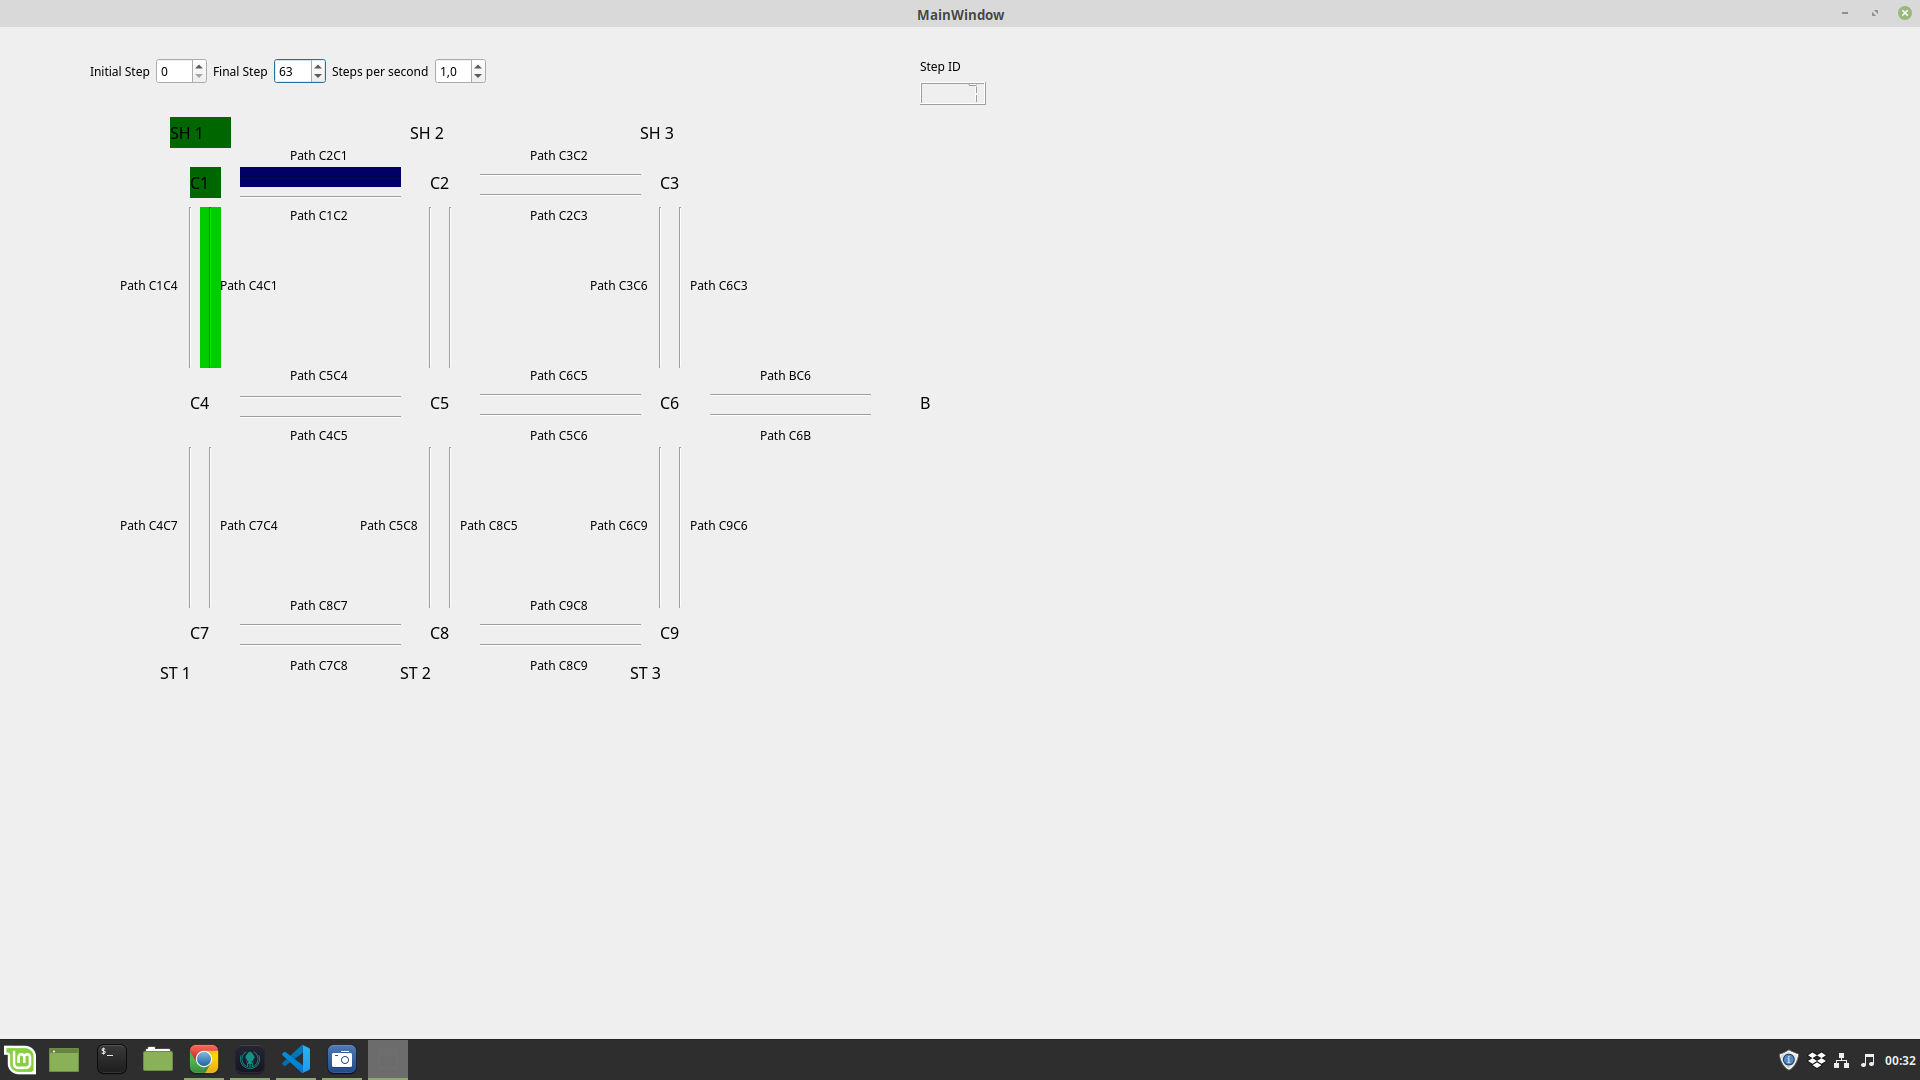 MainWindow
Initial Step 0 Final Step 63 Steps per second 1,0
Step ID
SH 1 SH 2 SH 3
Path C2C1 Path C3C2
C1 C2 C3
Path C1C2 Path C2C3
Path C1C4 Path C4C1 Path C3C6 Path C6C3
Path C5C4 Path C6C5 Path BC6
C4 C5 C6 B
Path C4C5 Path C5C6 Path C6B
Path C4C7 Path C7C4 Path C5C8 Path C8C5 Path C6C9 Path C9C6
Path C8C7 Path C9C8
C7 C8 C9
Path C7C8 Path C8C9
ST 1 ST 2 ST 3
00:32